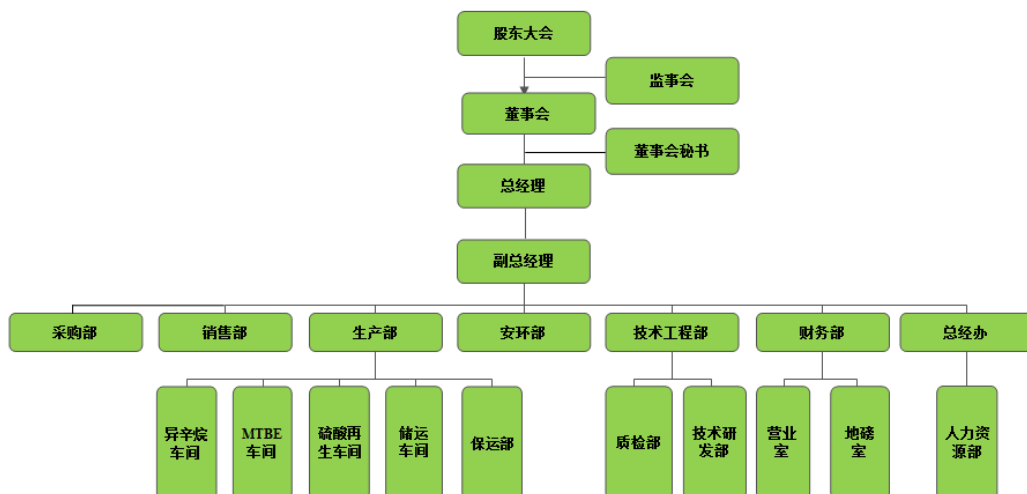 股东大会
监事会
董事会
董事会秘书
总经理
副总经理
采购部
销售部
生产部
安环部
技术工程部
财务部
总经办
异辛烷
车间
MTBE
车间
硫酸再
生车间
储运
车间
保运部
质检部
技术研
发部
营业
室
地磅
室
人力资
源部